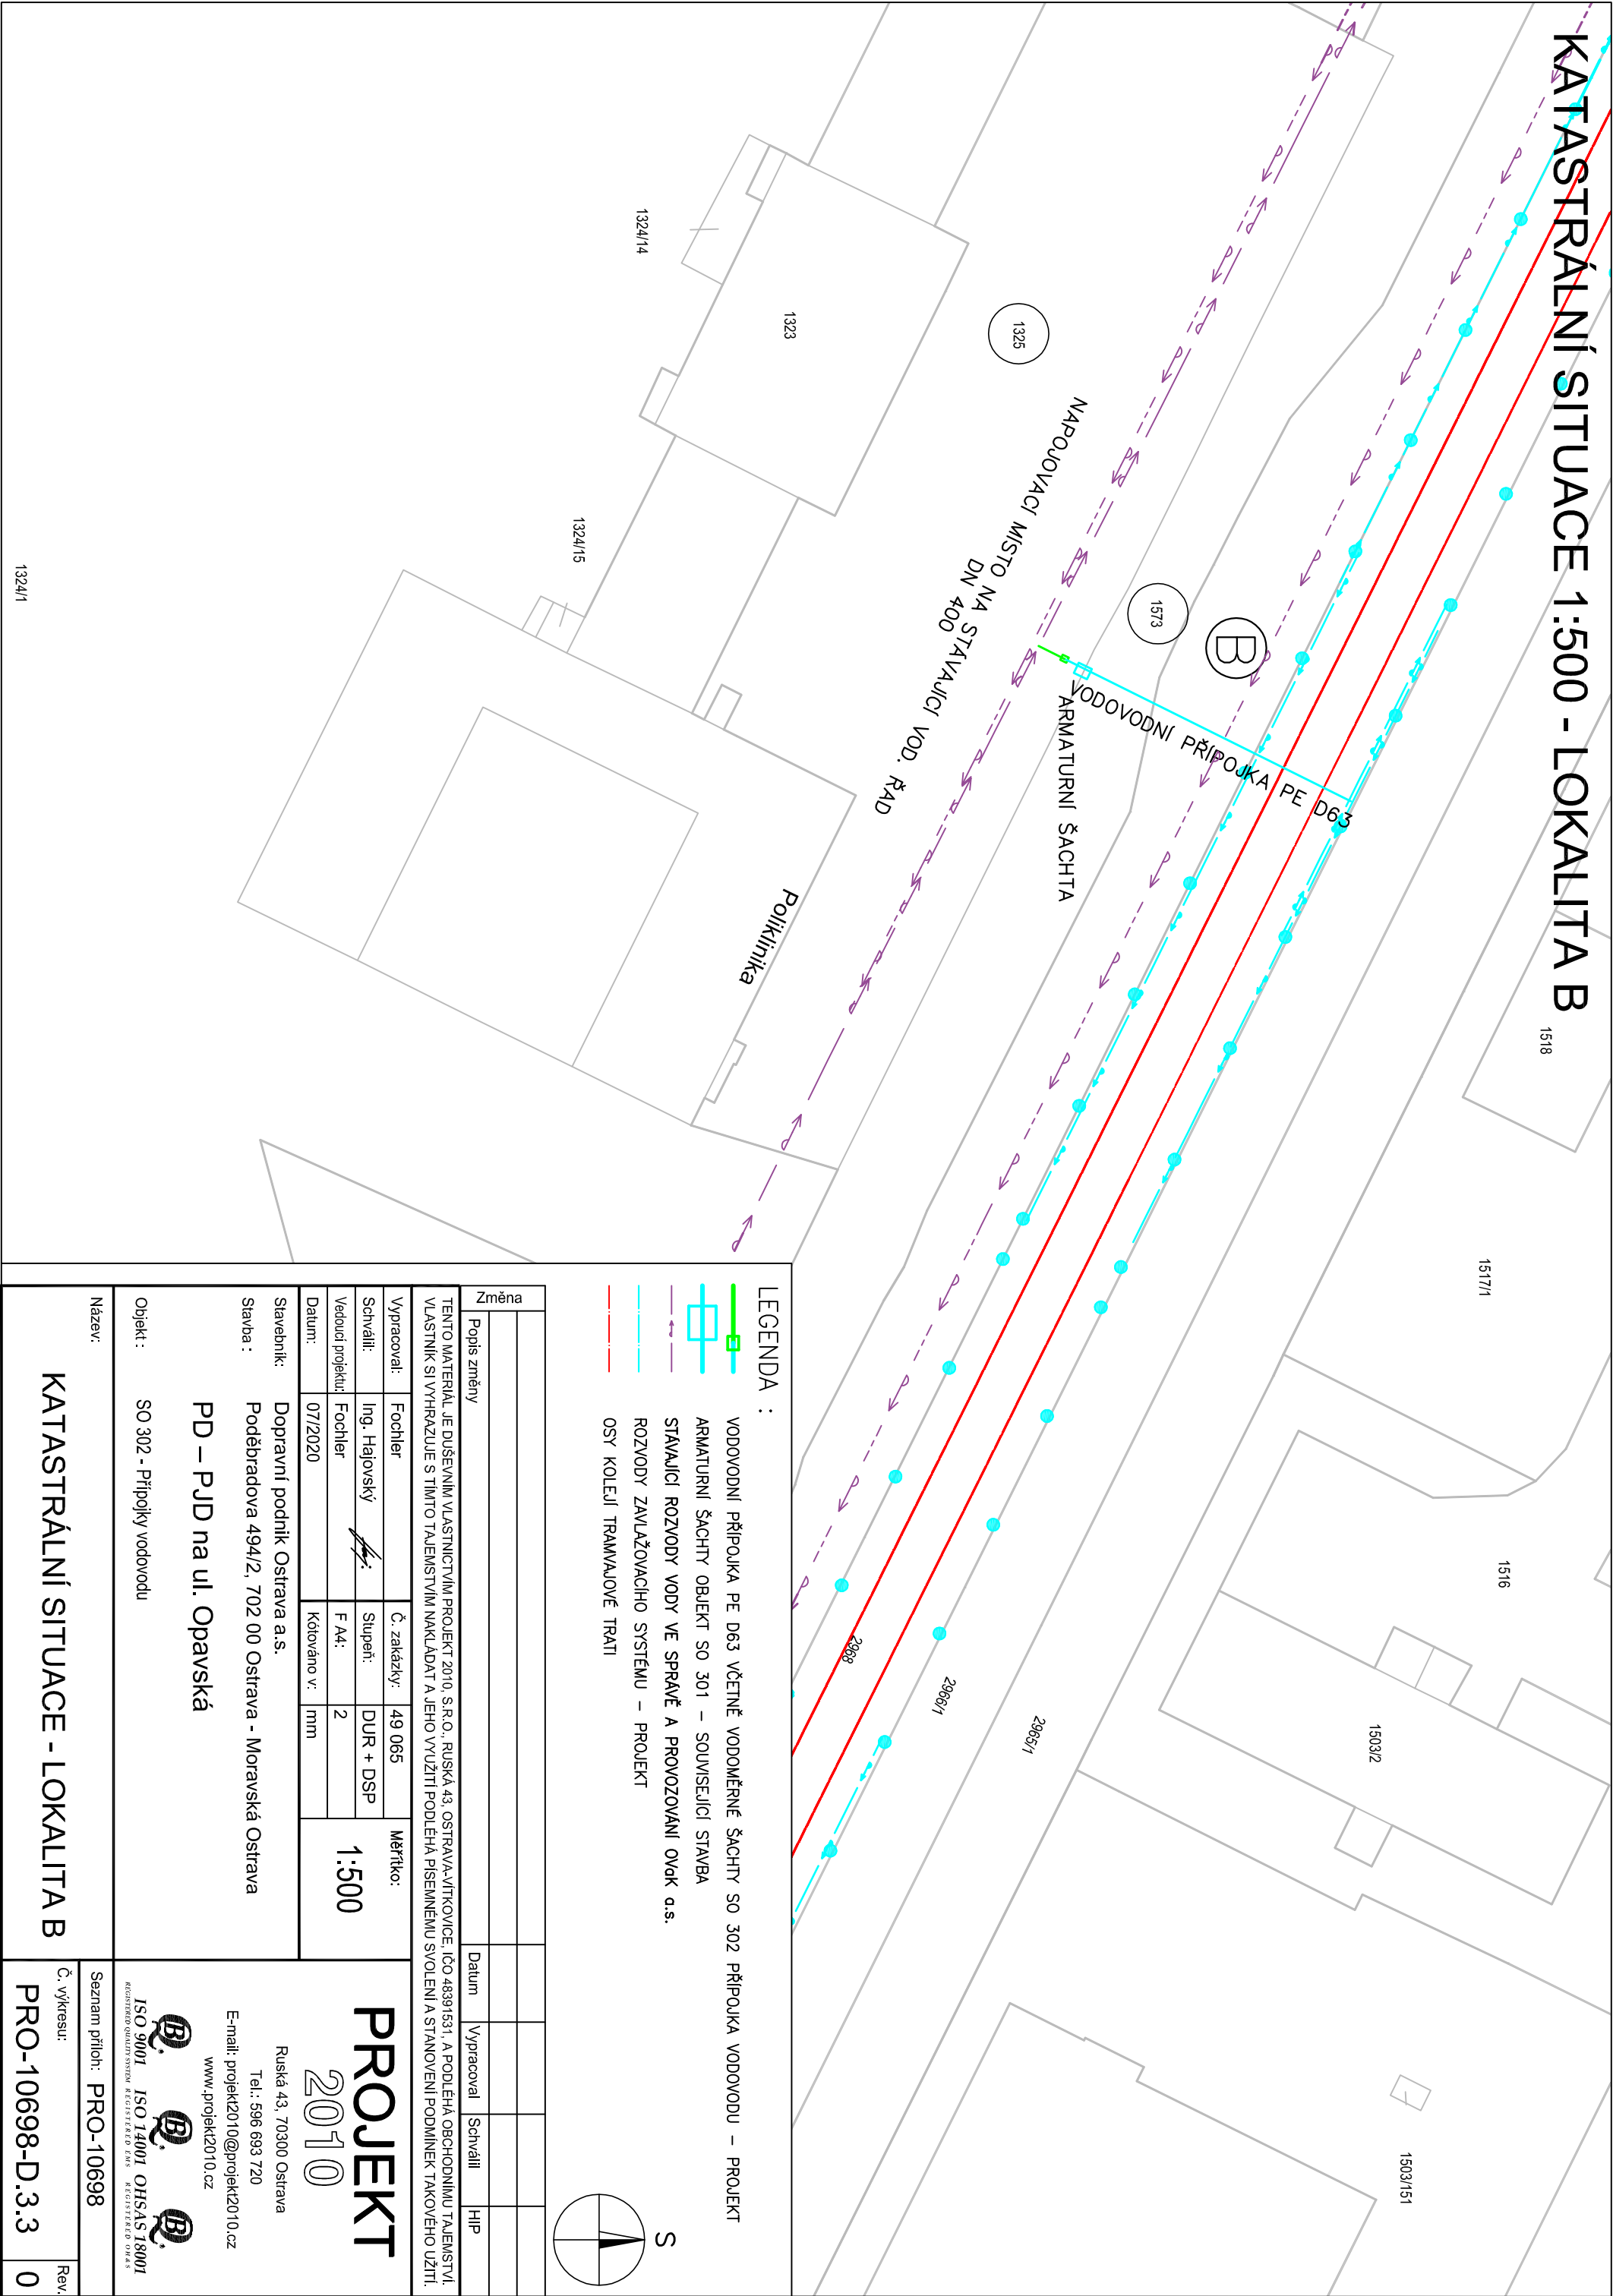 KATASTRÁLNÍ SITUACE 1:500 - LOKALITA B
1518
1517/1
1516
1503/2
1503/151
2965/1
2966/1
2968
B
1573
1325
1323
1324/14
1324/15
1324/1
VODOVODNÍ PŘÍPOJKA PE D63
ARMATURNÍ ŠACHTA
NAPOJOVACÍ MÍSTO NA STÁVAJÍCÍ VOD. ŘAD
DN 400
Poliklinika
LEGENDA :
VODOVODNÍ PŘÍPOJKA PE D63 VČETNĚ VODOMĚRNÉ ŠACHTY SO 302 PŘÍPOJKA VODOVODU – PROJEKT
ARMATURNÍ ŠACHTY OBJEKT SO 301 – SOUVISEJÍCÍ STAVBA
STÁVAJÍCÍ ROZVODY VODY VE SPRÁVĚ A PROVOZOVÁNÍ OVaK a.s.
ROZVODY ZAVLAŽOVACÍHO SYSTÉMU – PROJEKT
OSY KOLEJÍ TRAMVAJOVÉ TRATI
S
Změna
Popis změny
Datum
Vypracoval
Schválil
HIP
TENTO MATERIÁL JE DUŠEVNÍM VLASTNICTVÍM PROJEKT 2010, S.R.O., RUSKÁ 43, OSTRAVA-VÍTKOVICE, IČO 48391531, A PODLÉHÁ OBCHODNÍMU TAJEMSTVÍ.
VLASTNÍK SI VYHRAZUJE S TÍMTO TAJEMSTVÍM NAKLÁDAT A JEHO VYUŽITÍ PODLÉHÁ PÍSEMNÉMU SVOLENÍ A STANOVENÍ PODMÍNEK TAKOVÉHO UŽITÍ.
Vypracoval: Fochler Č. zakázky: 49 065
Schválil: Ing. Hajovský Stupeň: DUR + DSP
Vedoucí projektu: Fochler F A4: 2
Datum: 07/2020 Kótováno v: mm
Měřítko:
1:500
Stavebník: Dopravní podnik Ostrava a.s.
Poděbradova 494/2, 702 00 Ostrava - Moravská Ostrava
Stavba :
PD – PJD na ul. Opavská
Objekt : SO 302 - Přípojky vodovodu
Název:
KATASTRÁLNÍ SITUACE - LOKALITA B
PROJEKT
2010
Ruská 43, 70300 Ostrava
Tel.: 596 693 720
E-mail: projekt2010@projekt2010.cz
www.projekt2010.cz
ISO 9001 ISO 14001 OHSAS 18001
REGISTERED QUALITY SYSTEM REGISTERED EMS REGISTERED OH&S
Seznam příloh: PRO-10698
Č. výkresu: Rev.
PRO-10698-D.3.3 0